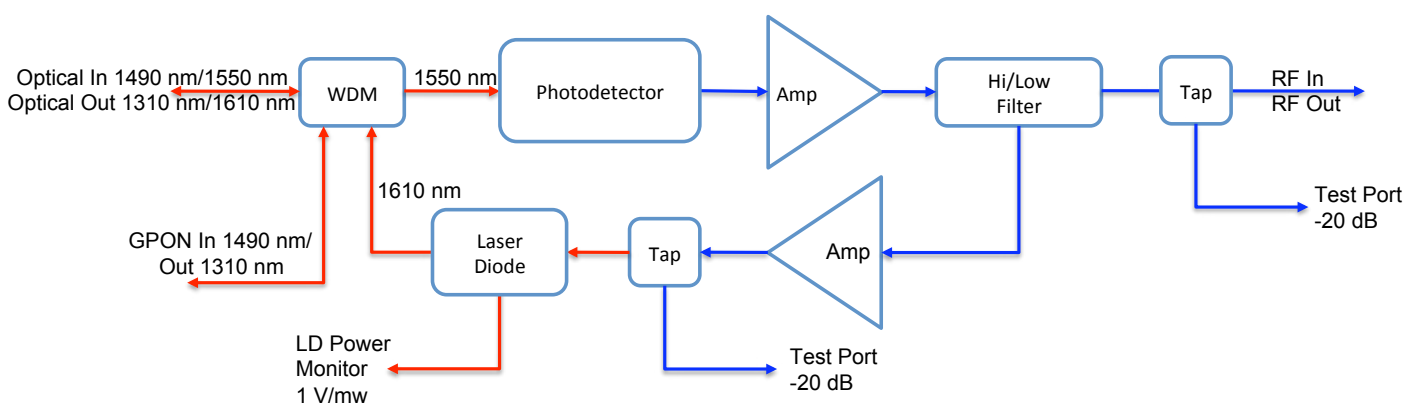 Optical In 1490 nm/1550 nm
Optical Out 1310 nm/1610 nm
WDM
1550 nm
Photodetector
Amp
Hi/Low
Filter
Tap
RF In
RF Out
Test Port
-20 dB
1610 nm
GPON In 1490 nm/
Out 1310 nm
Laser
Diode
Tap
Amp
LD Power
Monitor
1 V/mw
Test Port
-20 dB